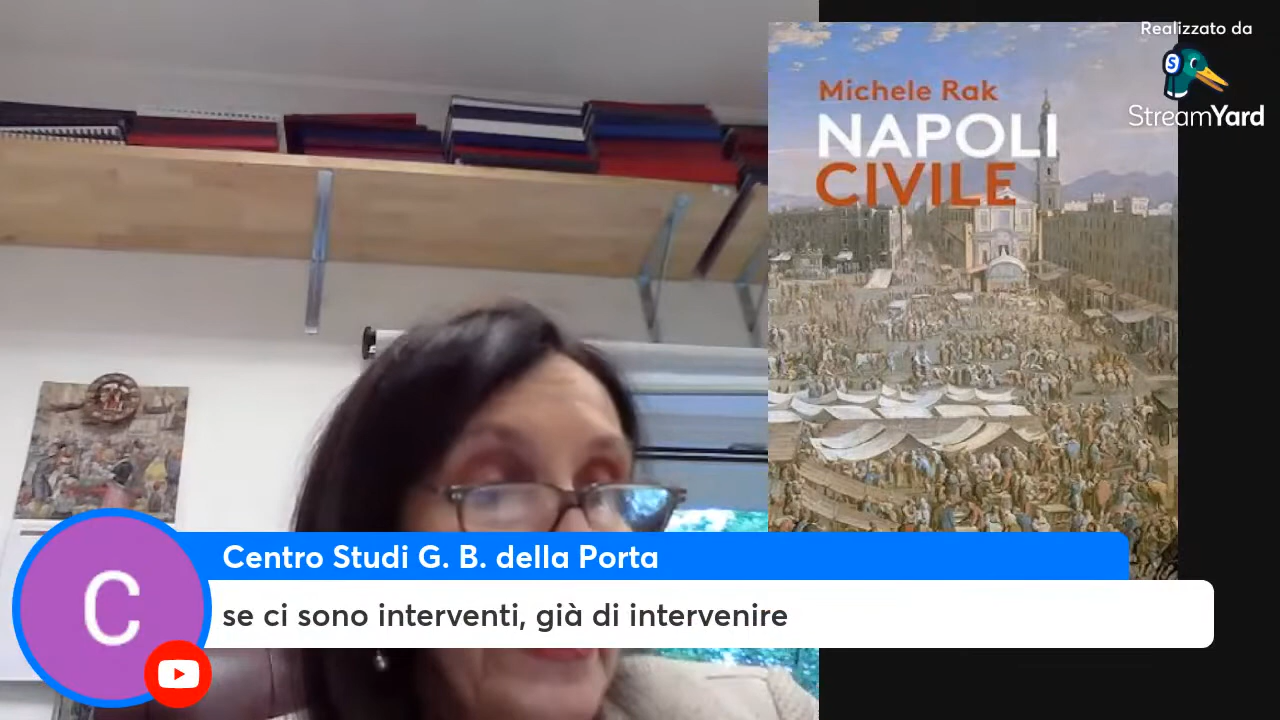 Realizzato da
StreamYard
Michele Rak
NAPOLI
CIVILE
C
Centro Studi G. B. della Porta
se ci sono interventi, già di intervenire